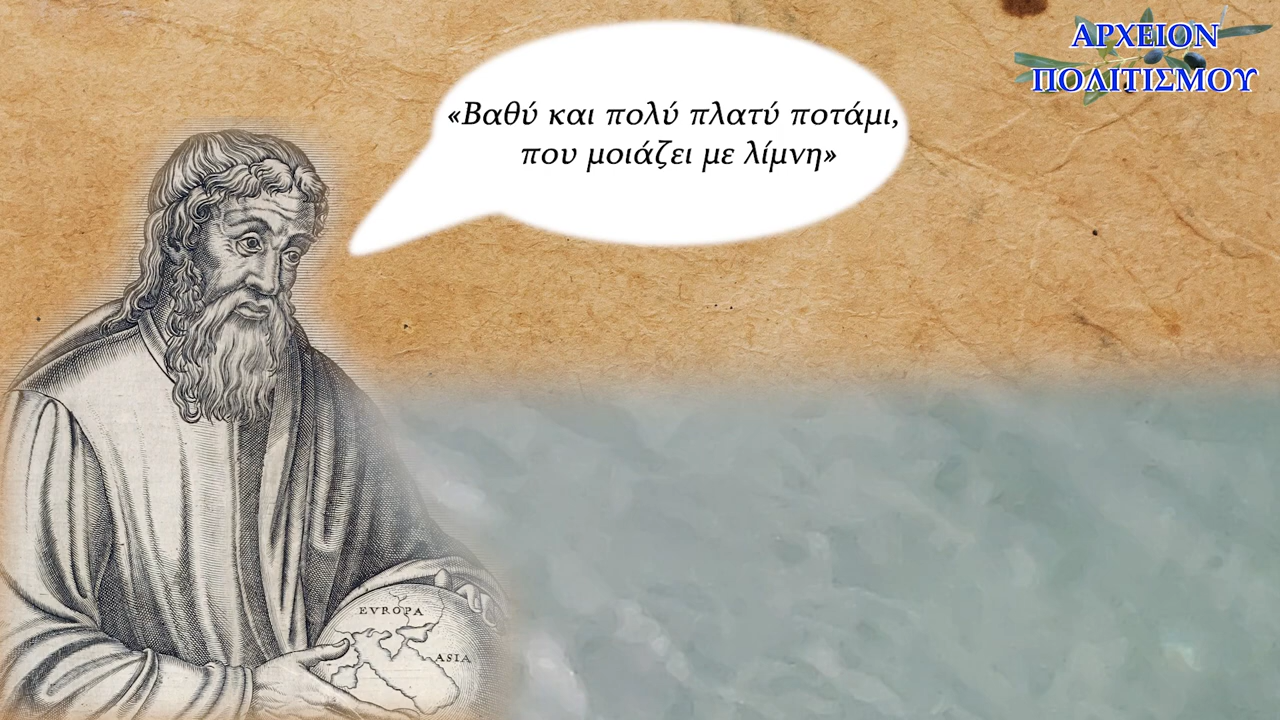 ΑΡΧΕΙΟΝ
ΠΟΛΙΤΙΣΜΟΥ
«Βαθύ και πολύ πλατύ ποτάμι,
που μοιάζει με λίμνη»
EVROPA
ASIA